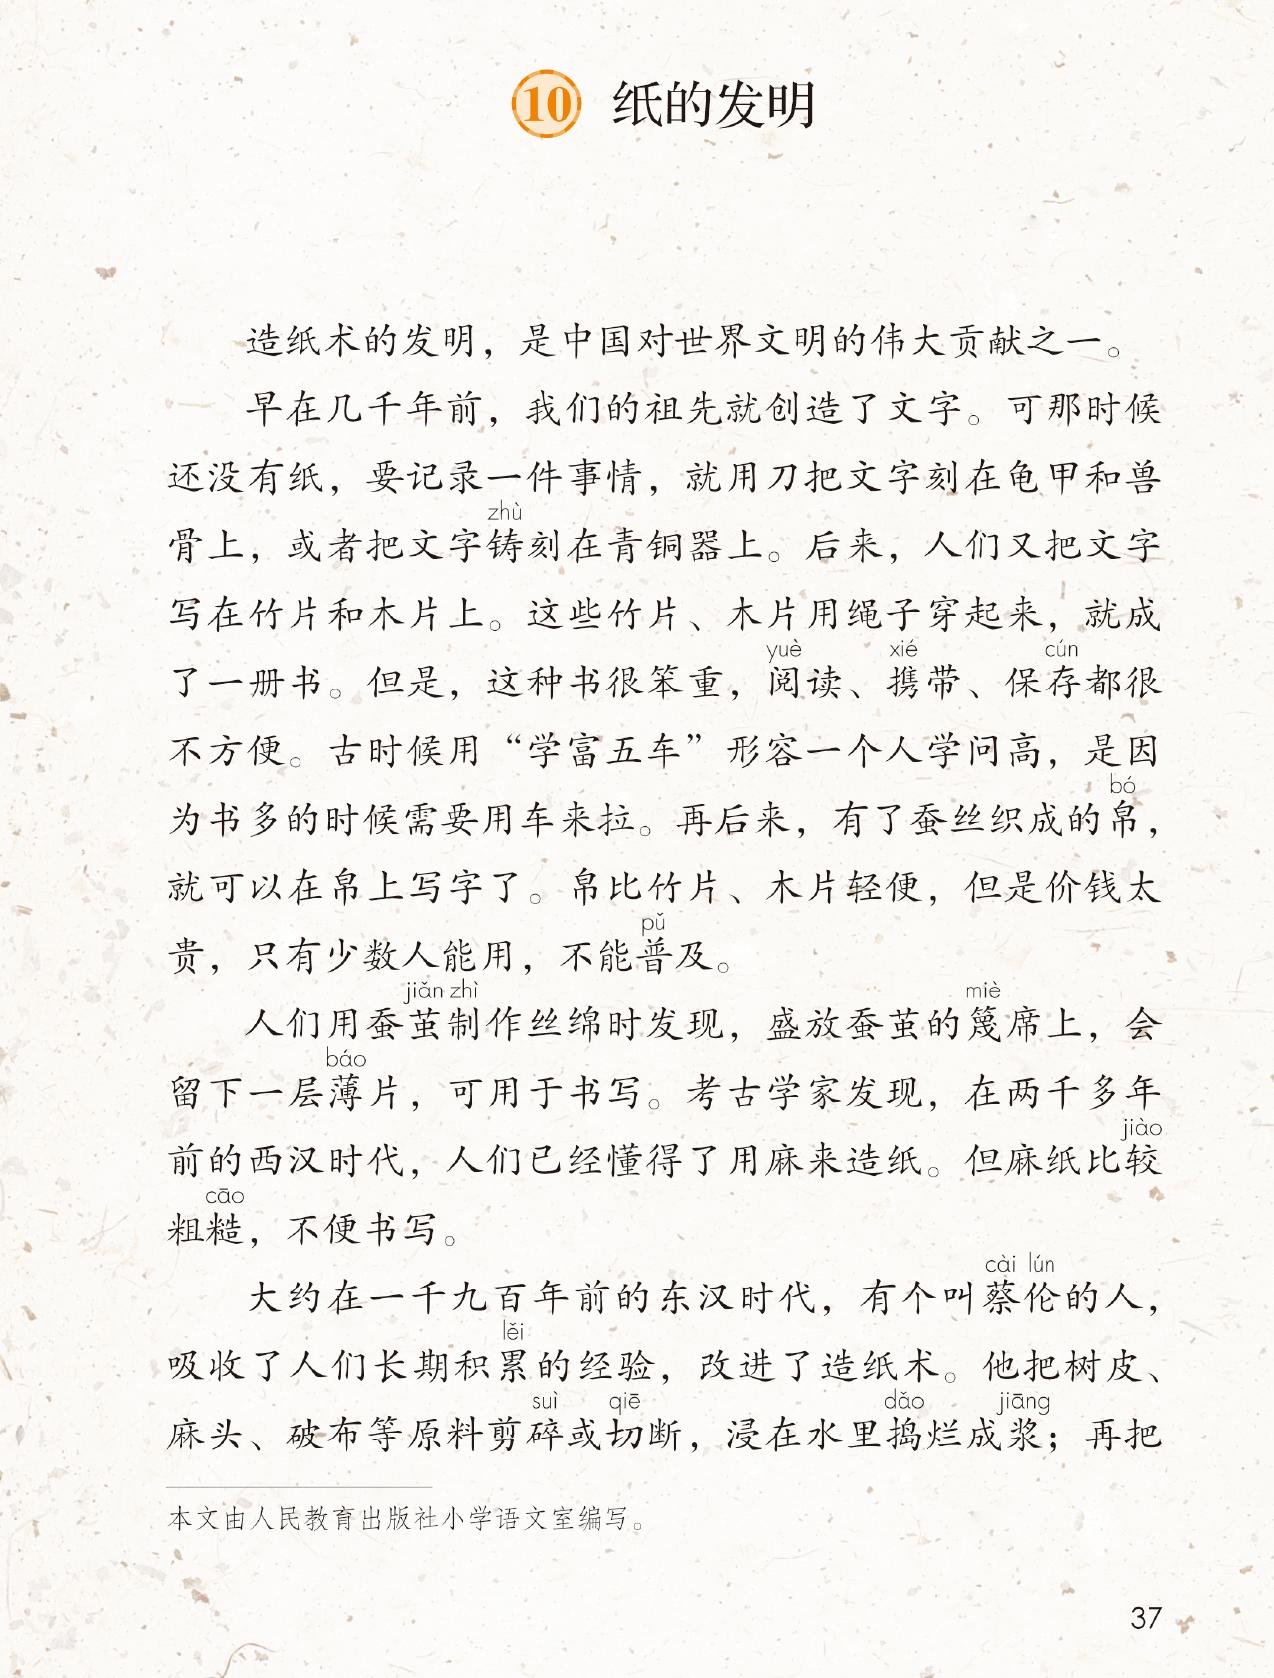 10 纸的发明
造纸术的发明，是中国对世界文明的伟大贡献之一。
早在几千年前，我们的祖先就创造了文字。可那时候
还没有纸，要记录一件事情，就用刀把文字刻在龟甲和兽
zhù
骨上，或者把文字铸刻在青铜器上。后来，人们又把文字
写在竹片和木片上。这些竹片、木片用绳子穿起来，就成
yuè xié cún
了一册书。但是，这种书很笨重，阅读、携带、保存都很
不方便。古时候用“学富五车”形容一个人学问高，是因
bó
为书多的时候需要用车来拉。再后来，有了蚕丝织成的帛，
就可以在帛上写字了。帛比竹片、木片轻便，但是价钱太
pǔ
贵，只有少数人能用，不能普及。
jiǎn zhì miè
人们用蚕茧制作丝绵时发现，盛放蚕茧的篾席上，会
báo
留下一层薄片，可用于书写。考古学家发现，在两千多年
jiào
前的西汉时代，人们已经懂得了用麻来造纸。但麻纸比较
cāo
粗糙，不便书写。
cài lún
大约在一千九百年前的东汉时代，有个叫蔡伦的人，
lěi
吸收了人们长期积累的经验，改进了造纸术。他把树皮、
suì qiē dǎo jiāng
麻头、破布等原料剪碎或切断，浸在水里捣烂成浆；再把
本文由人民教育出版社小学语文室编写。
37